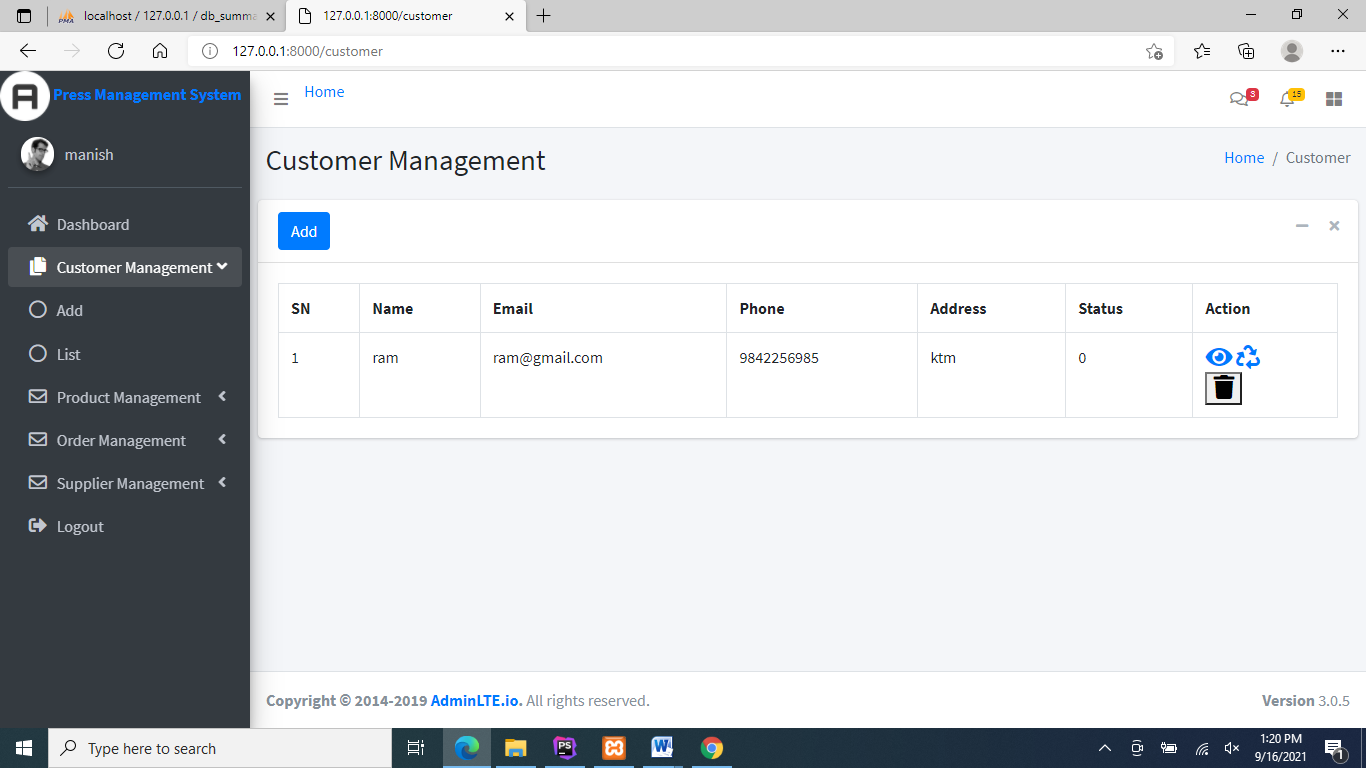 localhost / 127.0.0.1 / db_summa
127.0.0.1:8000/customer
127.0.0.1:8000/customer
Press Management System
Home
3
15
manish
Customer Management
Home / Customer
Dashboard
Customer Management
Add
List
Product Management
Order Management
Supplier Management
Logout
Add
SN Name Email Phone Address Status Action
1 ram ram@gmail.com 9842256985 ktm 0
Copyright © 2014-2019 AdminLTE.io. All rights reserved.
Version 3.0.5
Type here to search
PS
W
1:20 PM
9/16/2021
1